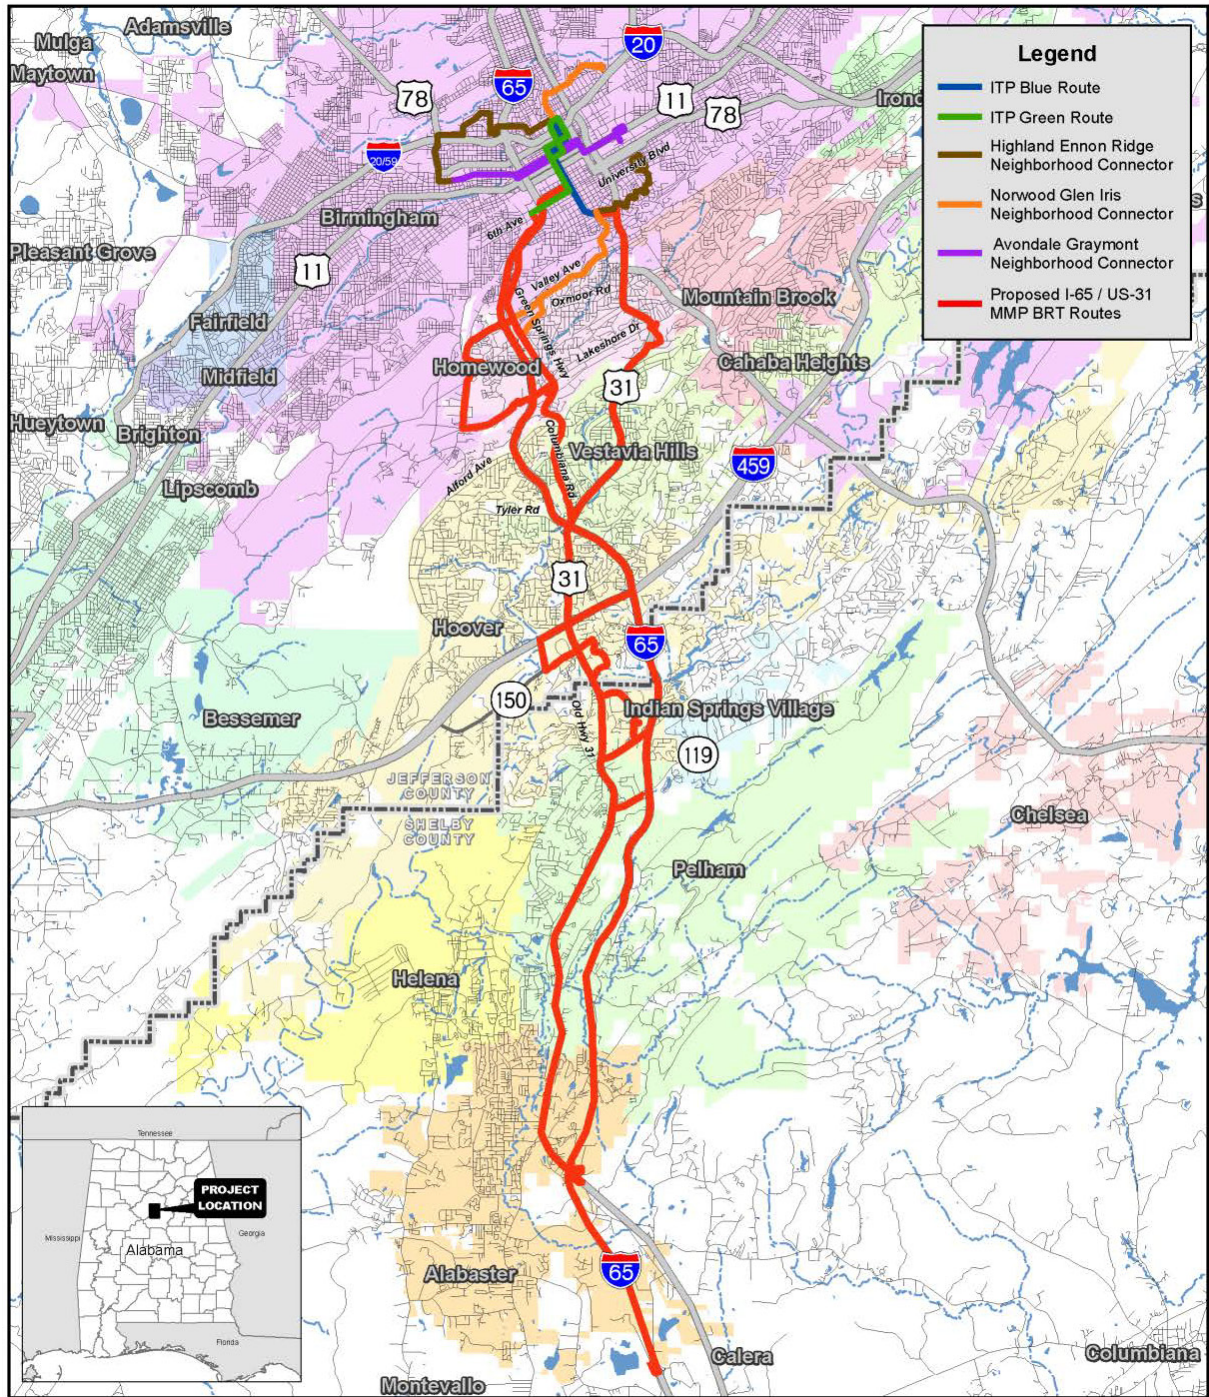 Adamsville
Mulga
Maytown
20
65
78
11
78
Irond
20/59
University Blvd
Birmingham
6th Ave
s
Pleasant Grove
11
Valley Ave
Oxmoor Rd
Mountain Brook
Green Springs Hwy
Fairfield
Lakeshore Dr
Midfield
Homewood
Cahaba Heights
31
Hueytown
Brighton
Columbiana Rd
Vestavia Hills
459
Alford Ave
Lipscomb
Tyler Rd
31
Hoover
65
150
Indian Springs Village
Bessemer
Old Hwy 31
119
JEFFERSON
COUNTY
SHELBY
COUNTY
Chelsea
Pelham
Helena
65
Alabaster
Calera
Columbiana
Montevallo
Legend
ITP Blue Route
ITP Green Route
Highland Ennon Ridge
Neighborhood Connector
Norwood Glen Iris
Neighborhood Connector
Avondale Graymont
Neighborhood Connector
Proposed I-65 / US-31
MMP BRT Routes
Tennessee
PROJECT
LOCATION
Mississippi
Alabama
Georgia
Florida